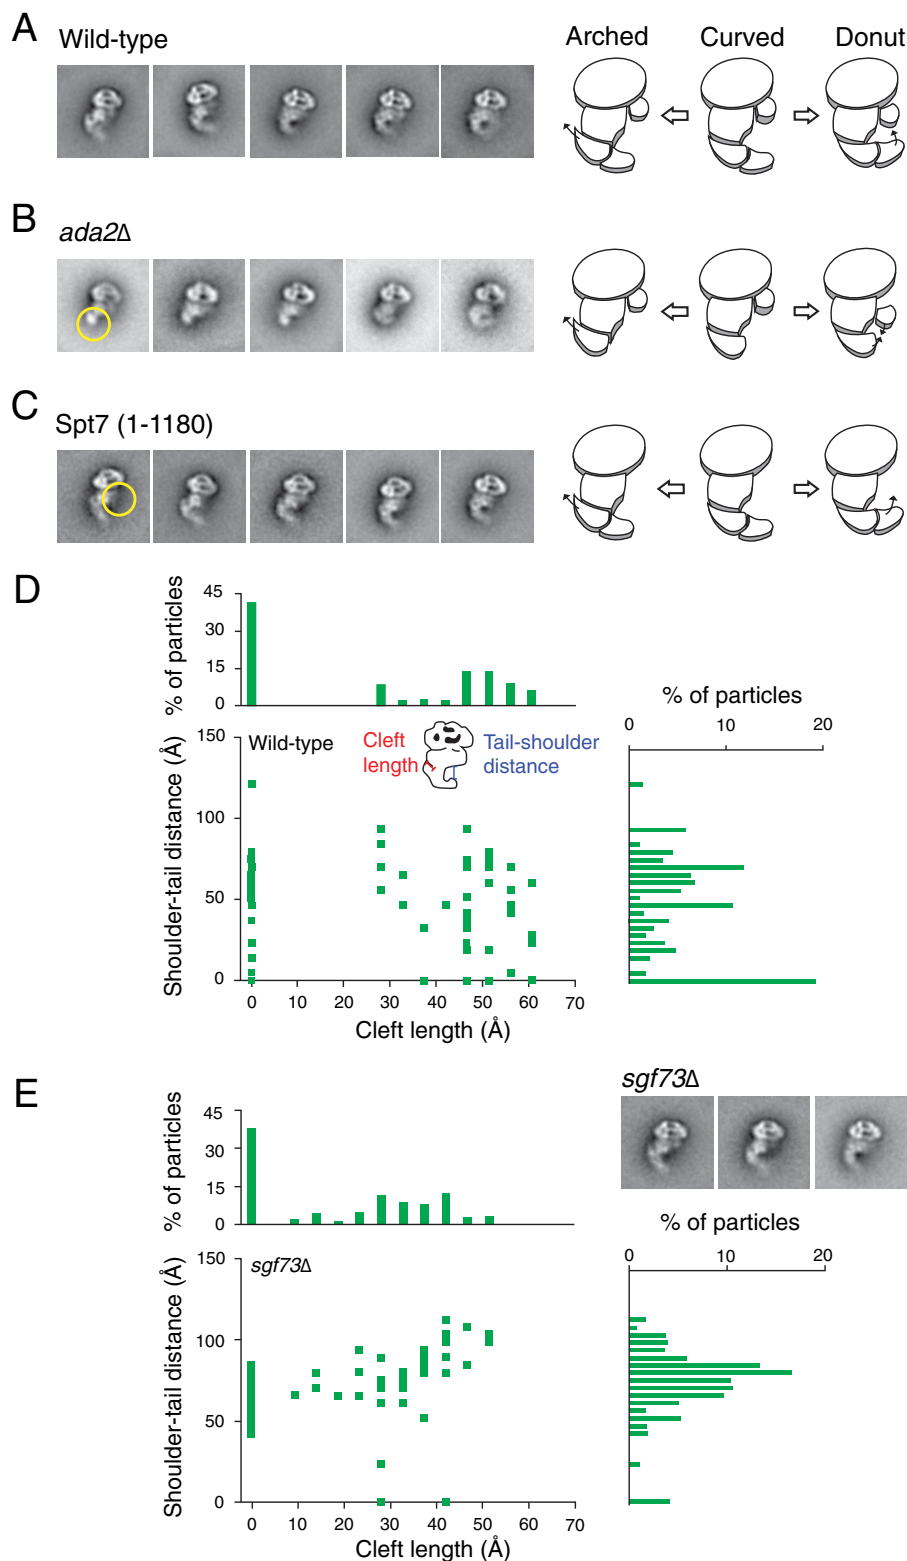 A
Wild-type
Arched
Curved
Donut
B
ada2Δ
C
Spt7 (1-1180)
D
% of particles
45
30
15
0
% of particles
0
10
20
Shoulder-tail distance (Å)
150
100
50
0
Wild-type
Cleft
length
Tail-shoulder
distance
0
10
20
30
40
50
60
70
Cleft length (Å)
E
sgf73Δ
% of particles
45
30
15
0
% of particles
0
10
20
Shoulder-tail distance (Å)
150
100
50
0
sgf73Δ
0
10
20
30
40
50
60
70
Cleft length (Å)